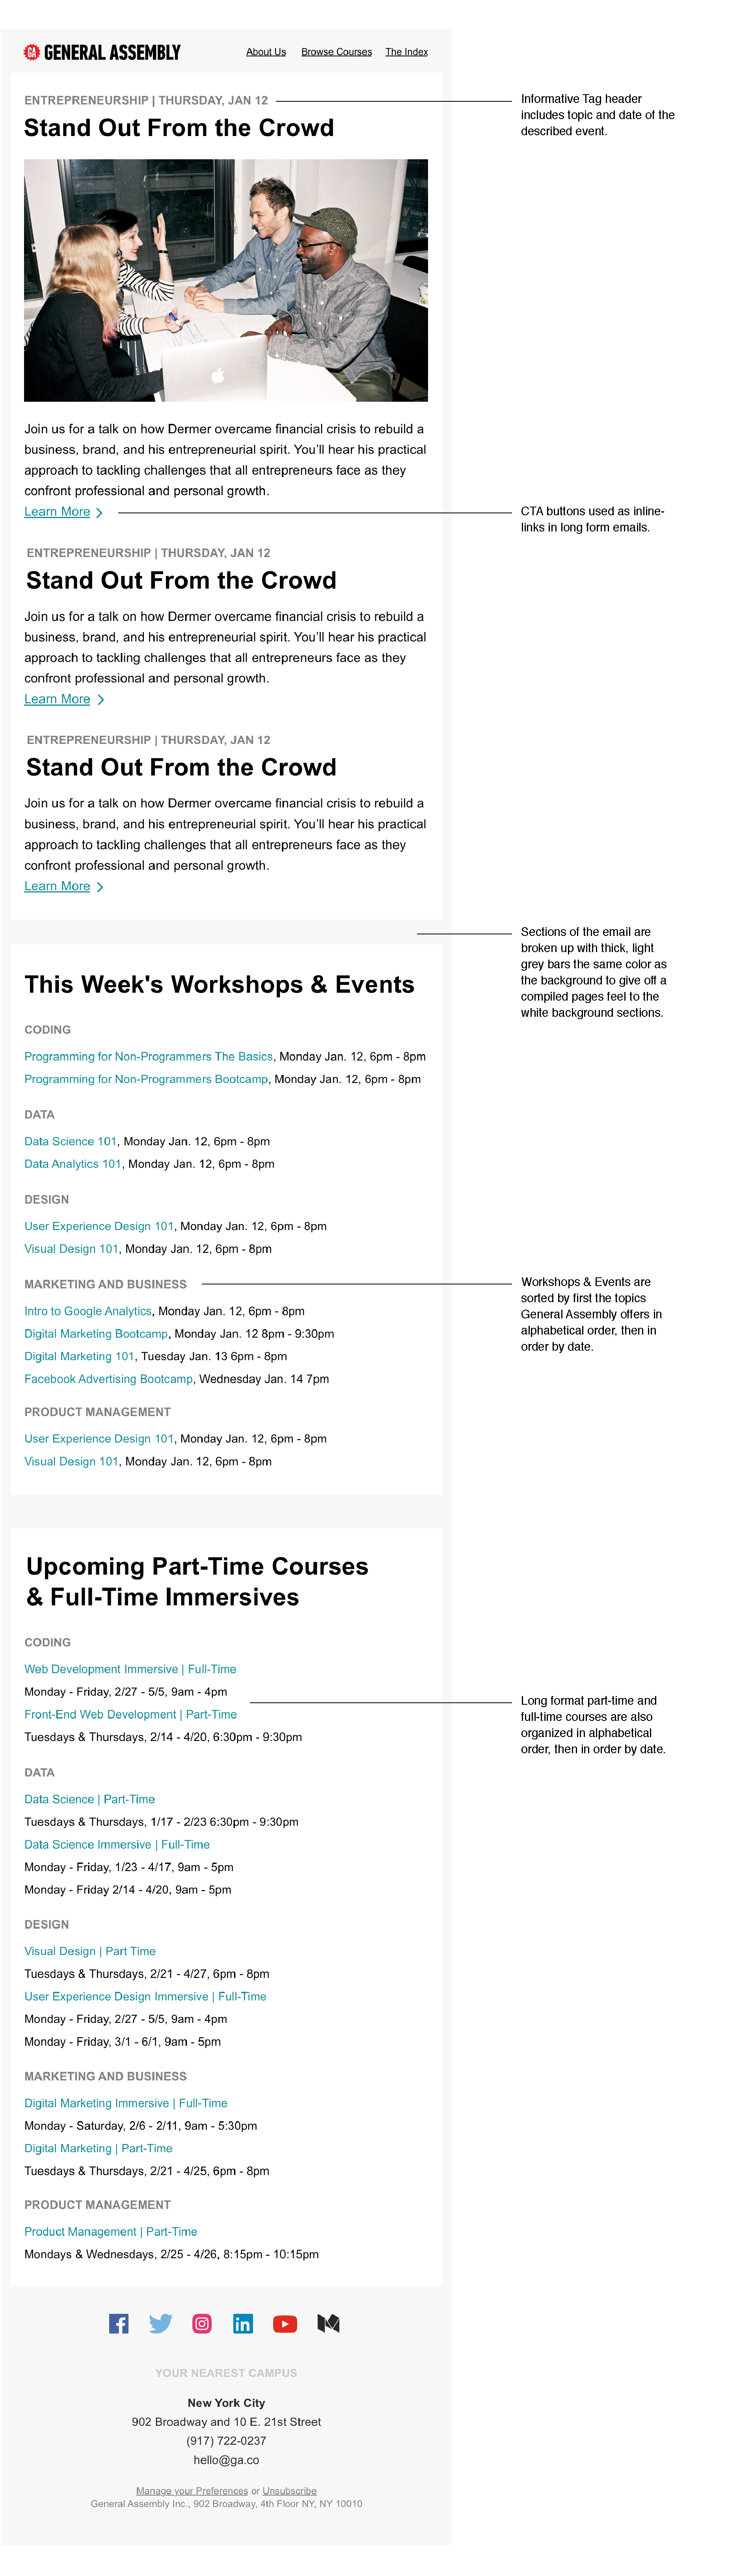 GA GENERAL ASSEMBLY
About Us Browse Courses The Index
ENTREPRENEURSHIP | THURSDAY, JAN 12
Stand Out From the Crowd
Informative Tag header
includes topic and date of the
described event.
Join us for a talk on how Dermer overcame financial crisis to rebuild a
business, brand, and his entrepreneurial spirit. You'll hear his practical
approach to tackling challenges that all entrepreneurs face as they
confront professional and personal growth.
Learn More >
CTA buttons used as inline-
links in long form emails.
ENTREPRENEURSHIP | THURSDAY, JAN 12
Stand Out From the Crowd
Join us for a talk on how Dermer overcame financial crisis to rebuild a
business, brand, and his entrepreneurial spirit. You'll hear his practical
approach to tackling challenges that all entrepreneurs face as they
confront professional and personal growth.
Learn More >
ENTREPRENEURSHIP | THURSDAY, JAN 12
Stand Out From the Crowd
Join us for a talk on how Dermer overcame financial crisis to rebuild a
business, brand, and his entrepreneurial spirit. You'll hear his practical
approach to tackling challenges that all entrepreneurs face as they
confront professional and personal growth.
Learn More >
Sections of the email are
broken up with thick, light
grey bars the same color as
the background to give off a
compiled pages feel to the
white background sections.
This Week's Workshops & Events
CODING
Programming for Non-Programmers The Basics, Monday Jan. 12, 6pm - 8pm
Programming for Non-Programmers Bootcamp, Monday Jan. 12, 6pm - 8pm
DATA
Data Science 101, Monday Jan. 12, 6pm - 8pm
Data Analytics 101, Monday Jan. 12, 6pm - 8pm
DESIGN
User Experience Design 101, Monday Jan. 12, 6pm - 8pm
Visual Design 101, Monday Jan. 12, 6pm - 8pm
MARKETING AND BUSINESS
Intro to Google Analytics, Monday Jan. 12, 6pm - 8pm
Digital Marketing Bootcamp, Monday Jan. 12 8pm - 9:30pm
Digital Marketing 101, Tuesday Jan. 13 6pm - 8pm
Facebook Advertising Bootcamp, Wednesday Jan. 14 7pm
Workshops & Events are
sorted by first the topics
General Assembly offers in
alphabetical order, then in
order by date.
PRODUCT MANAGEMENT
User Experience Design 101, Monday Jan. 12, 6pm - 8pm
Visual Design 101, Monday Jan. 12, 6pm - 8pm
Upcoming Part-Time Courses
& Full-Time Immersives
CODING
Web Development Immersive | Full-Time
Monday - Friday, 2/27 - 5/5, 9am - 4pm
Front-End Web Development | Part-Time
Tuesdays & Thursdays, 2/14 - 4/20, 6:30pm - 9:30pm
Long format part-time and
full-time courses are also
organized in alphabetical
order, then in order by date.
DATA
Data Science | Part-Time
Tuesdays & Thursdays, 1/17 - 2/23 6:30pm - 9:30pm
Data Science Immersive | Full-Time
Monday - Friday, 1/23 - 4/17, 9am - 5pm
Monday - Friday 2/14 - 4/20, 9am - 5pm
DESIGN
Visual Design | Part Time
Tuesdays & Thursdays, 2/21 - 4/27, 6pm - 8pm
User Experience Design Immersive | Full-Time
Monday - Friday, 2/27 - 5/5, 9am - 4pm
Monday - Friday, 3/1 - 6/1, 9am - 5pm
MARKETING AND BUSINESS
Digital Marketing Immersive | Full-Time
Monday - Saturday, 2/6 - 2/11, 9am - 5:30pm
Digital Marketing | Part-Time
Tuesdays & Thursdays, 2/21 - 4/25, 6pm - 8pm
PRODUCT MANAGEMENT
Product Management | Part-Time
Mondays & Wednesdays, 2/25 - 4/26, 8:15pm - 10:15pm
YOUR NEAREST CAMPUS
New York City
902 Broadway and 10 E. 21st Street
(917) 722-0237
hello@ga.co
Manage your Preferences or Unsubscribe
General Assembly Inc., 902 Broadway, 4th Floor NY, NY 10010